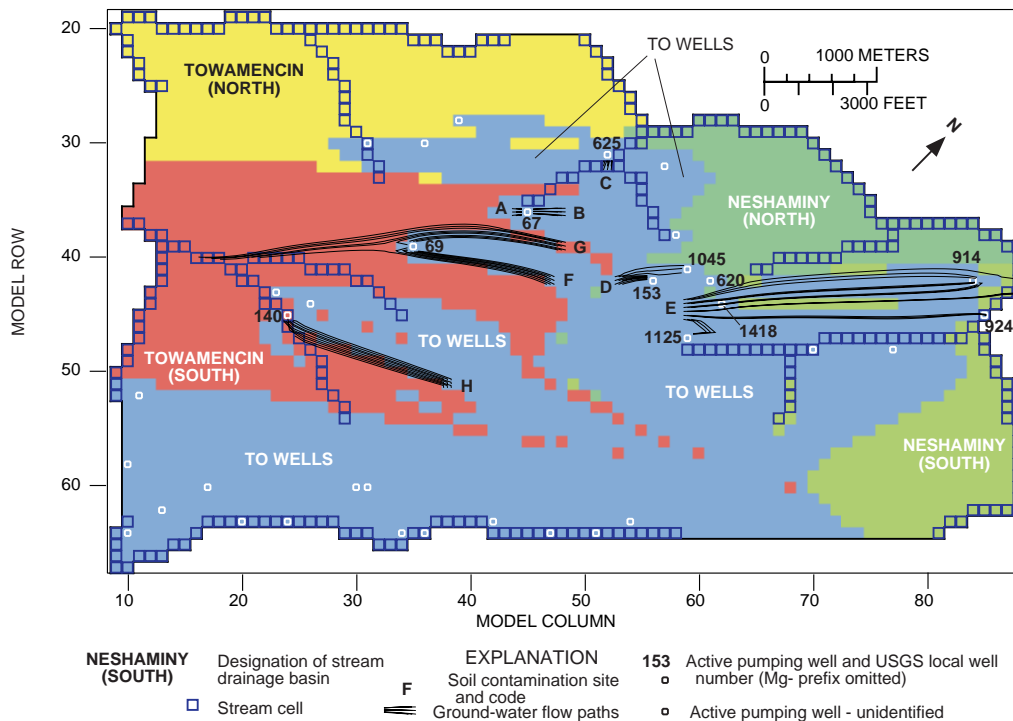 20
30
40
50
60
MODEL ROW
10
20
30
40
50
60
70
80
MODEL COLUMN
TOWAMENCIN
(NORTH)
TO WELLS
0 1000 METERS
0 3000 FEET
N
625
C
A
67
B
NESHAMINY
(NORTH)
69
G
F
D
153
1045
620
914
E
1418
1125
924
140
TO WELLS
TOWAMENCIN
(SOUTH)
H
TO WELLS
NESHAMINY
(SOUTH)
TO WELLS
EXPLANATION
NESHAMINY
(SOUTH)
Designation of stream
drainage basin
Stream cell
F
Soil contamination site
and code
Ground-water flow paths
153
Active pumping well and USGS local well
number (Mg- prefix omitted)
Active pumping well - unidentified